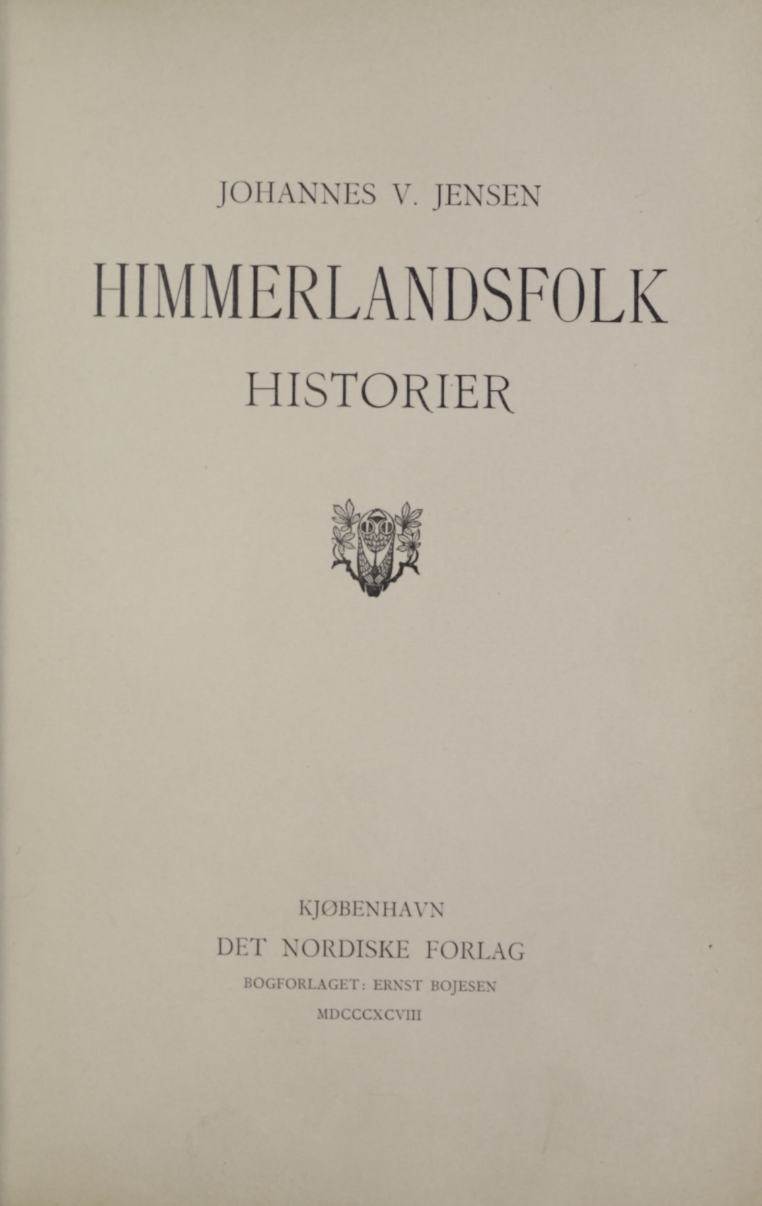 JOHANNES V. JENSEN
HIMMERLANDSFOLK
HISTORIER
KJØBENHAVN
DET NORDISKE FORLAG
BOGFORLAGET: ERNST BOJESEN
MDCCCXCVIII